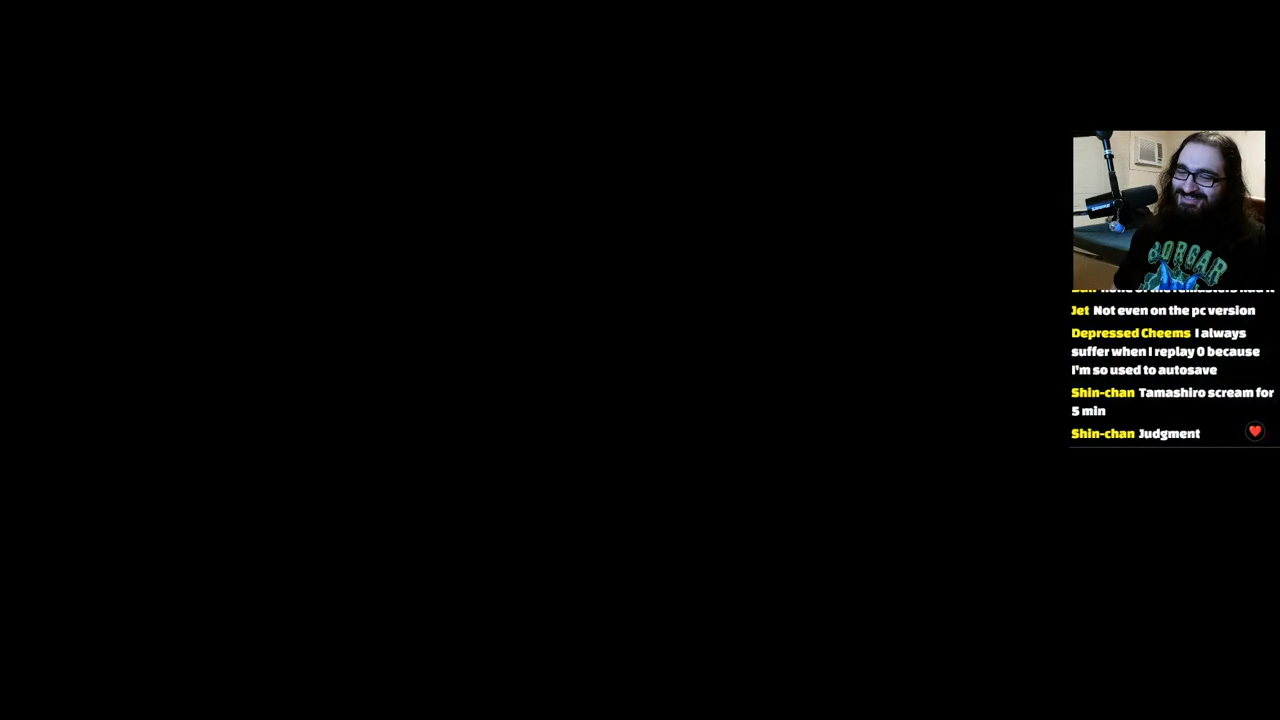 SHURE
BORGAR
Jet Not even on the pc version
Depressed Cheems I always
suffer when I replay 0 because
I'm so used to autosave
Shin-chan Tamashiro scream for
5 min
Shin-chan Judgment